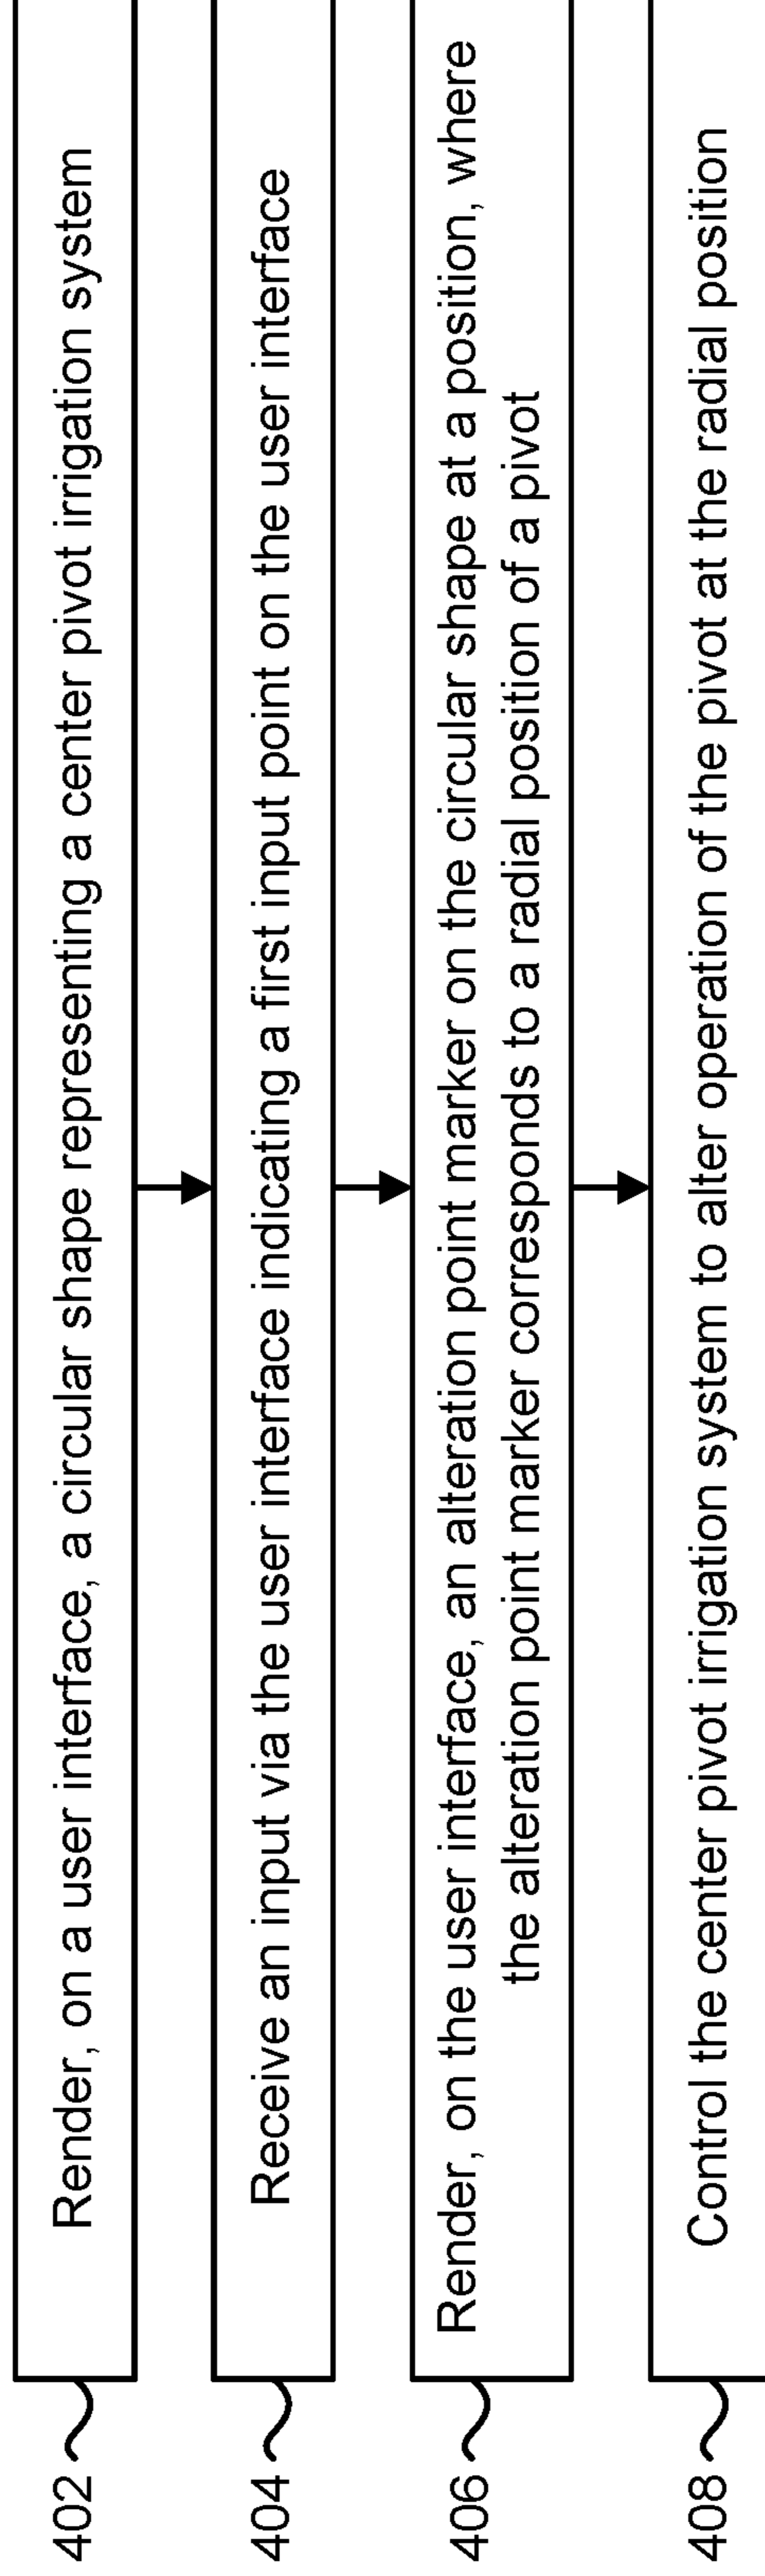 402
Render, on a user interface, a circular shape representing a center pivot irrigation system
404
Receive an input via the user interface indicating a first input point on the user interface
406
Render, on the user interface, an alteration point marker on the circular shape at a position, where
the alteration point marker corresponds to a radial position of a pivot
408
Control the center pivot irrigation system to alter operation of the pivot at the radial position